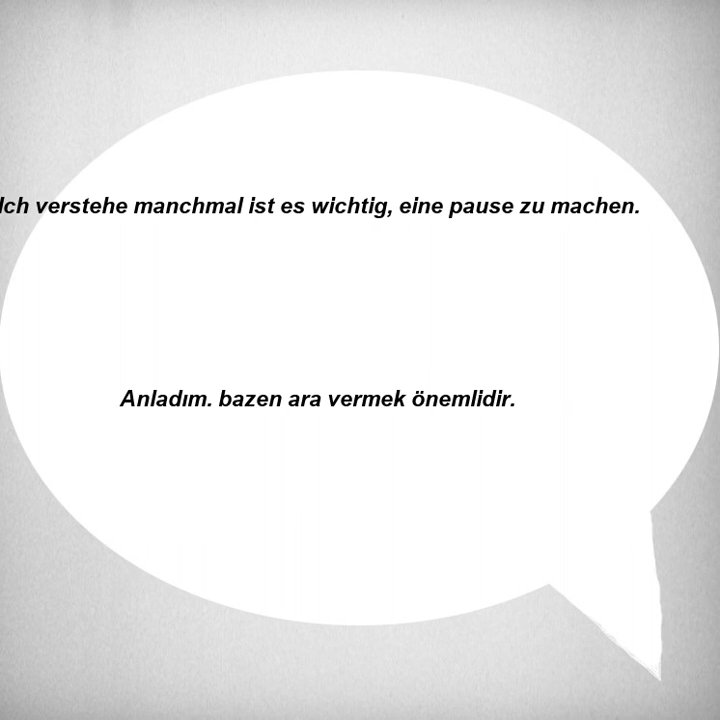 Ich verstehe manchmal ist es wichtig, eine pause zu machen.
Anladım. bazen ara vermek önemlidir.